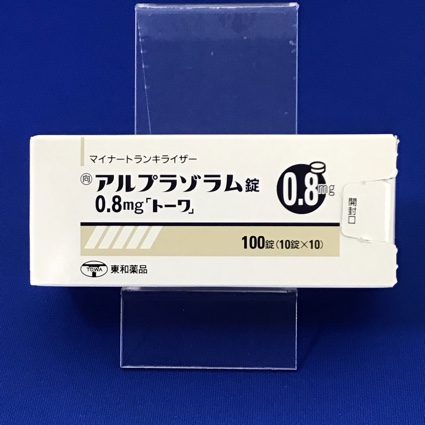 マイナートランキライザー
向 アルプラゾラム錠
0.8mg「トーワ」
0.8mg
開封口
100錠(10錠×10)
TOWA 東和薬品